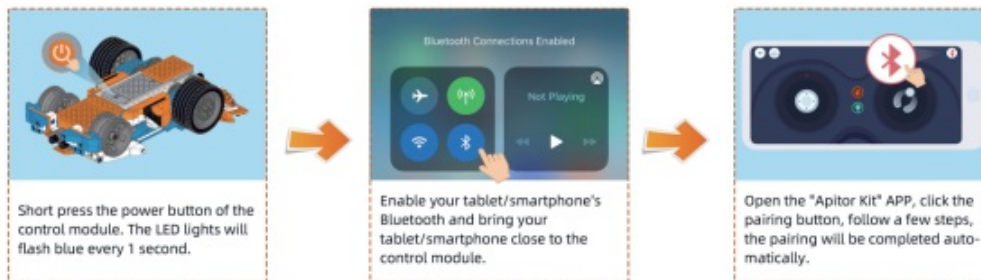 Short press the power button of the
control module. The LED lights will
flash blue every 1 second.
Bluetooth Connections Enabled
Not Playing
Enable your tablet/smartphone's
Bluetooth and bring your
tablet/smartphone close to the
control module.
Open the "Apitor Kit" APP, click the
pairing button, follow a few steps,
the pairing will be completed auto-
matically.